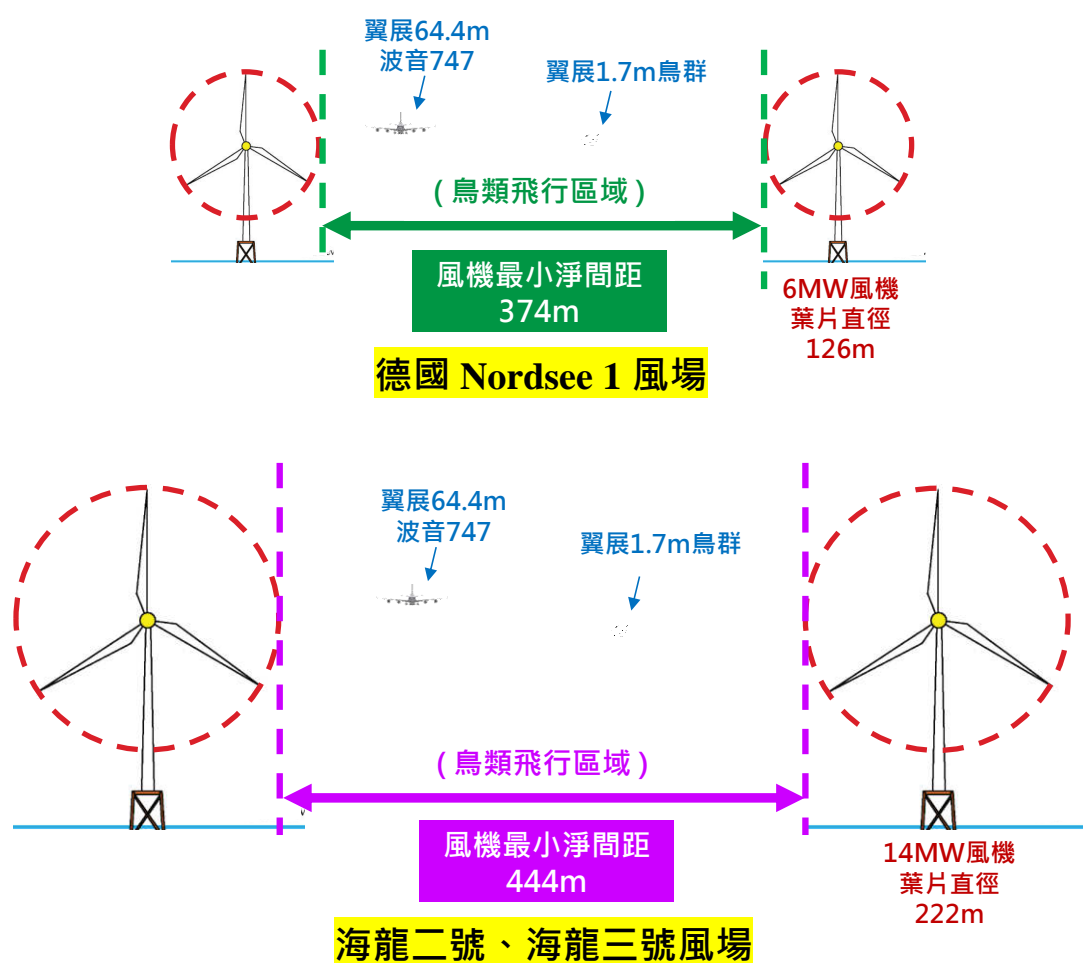 翼展64.4m
波音747
翼展1.7m鳥群
(鳥類飛行區域)
風機最小淨間距
374m
6MW風機
葉片直徑
126m
德國 Nordsee 1 風場
翼展64.4m
波音747
翼展1.7m鳥群
(鳥類飛行區域)
風機最小淨間距
444m
14MW風機
葉片直徑
222m
海龍二號、海龍三號風場